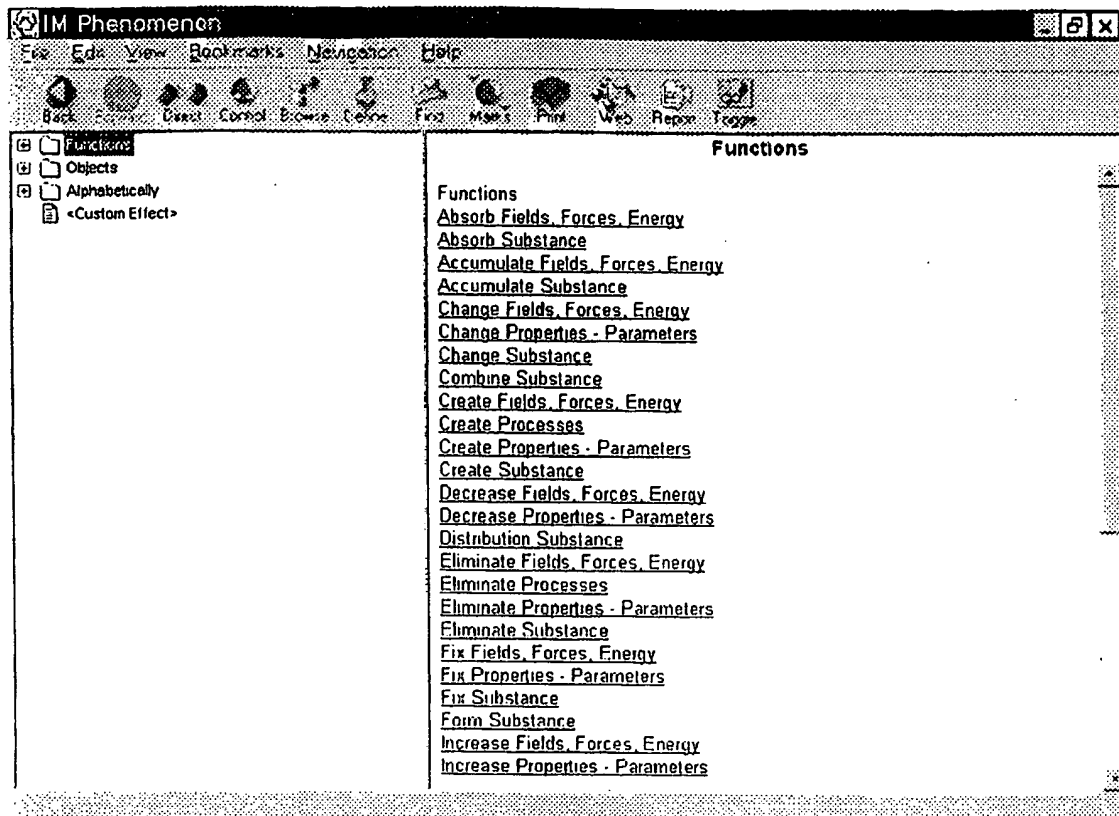 IM Phenomenon
File Edit View Bookmarks Navigation Help
Back Forward Direct Control Browse Define Find Marks Print Web Report Toggle
Functions
Objects
Alphabetically
<Custom Effect>
Functions
Functions
Absorb Fields, Forces, Energy
Absorb Substance
Accumulate Fields, Forces, Energy
Accumulate Substance
Change Fields, Forces, Energy
Change Properties - Parameters
Change Substance
Combine Substance
Create Fields, Forces, Energy
Create Processes
Create Properties - Parameters
Create Substance
Decrease Fields, Forces, Energy
Decrease Properties - Parameters
Distribution Substance
Eliminate Fields, Forces, Energy
Eliminate Processes
Eliminate Properties - Parameters
Eliminate Substance
Fix Fields, Forces, Energy
Fix Properties - Parameters
Fix Substance
Form Substance
Increase Fields, Forces, Energy
Increase Properties - Parameters